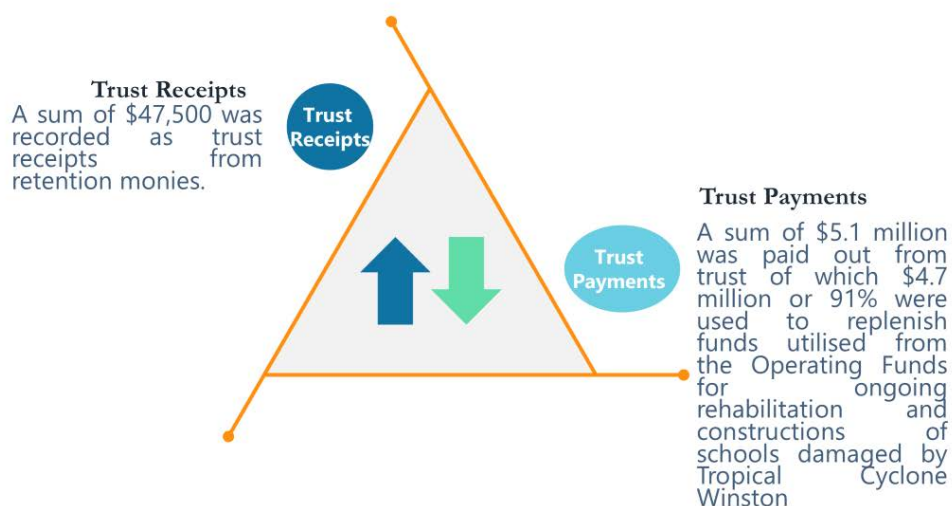 Trust Receipts
A sum of $47,500 was
recorded as trust
receipts from
retention monies.
Trust
Receipts
Trust Payments
A sum of $5.1 million
was paid out from
trust of which $4.7
million or 91% were
used to replenish
funds utilised from
the Operating Funds
for ongoing
rehabilitation and
constructions of
schools damaged by
Tropical Cyclone
Winston
Trust
Payments